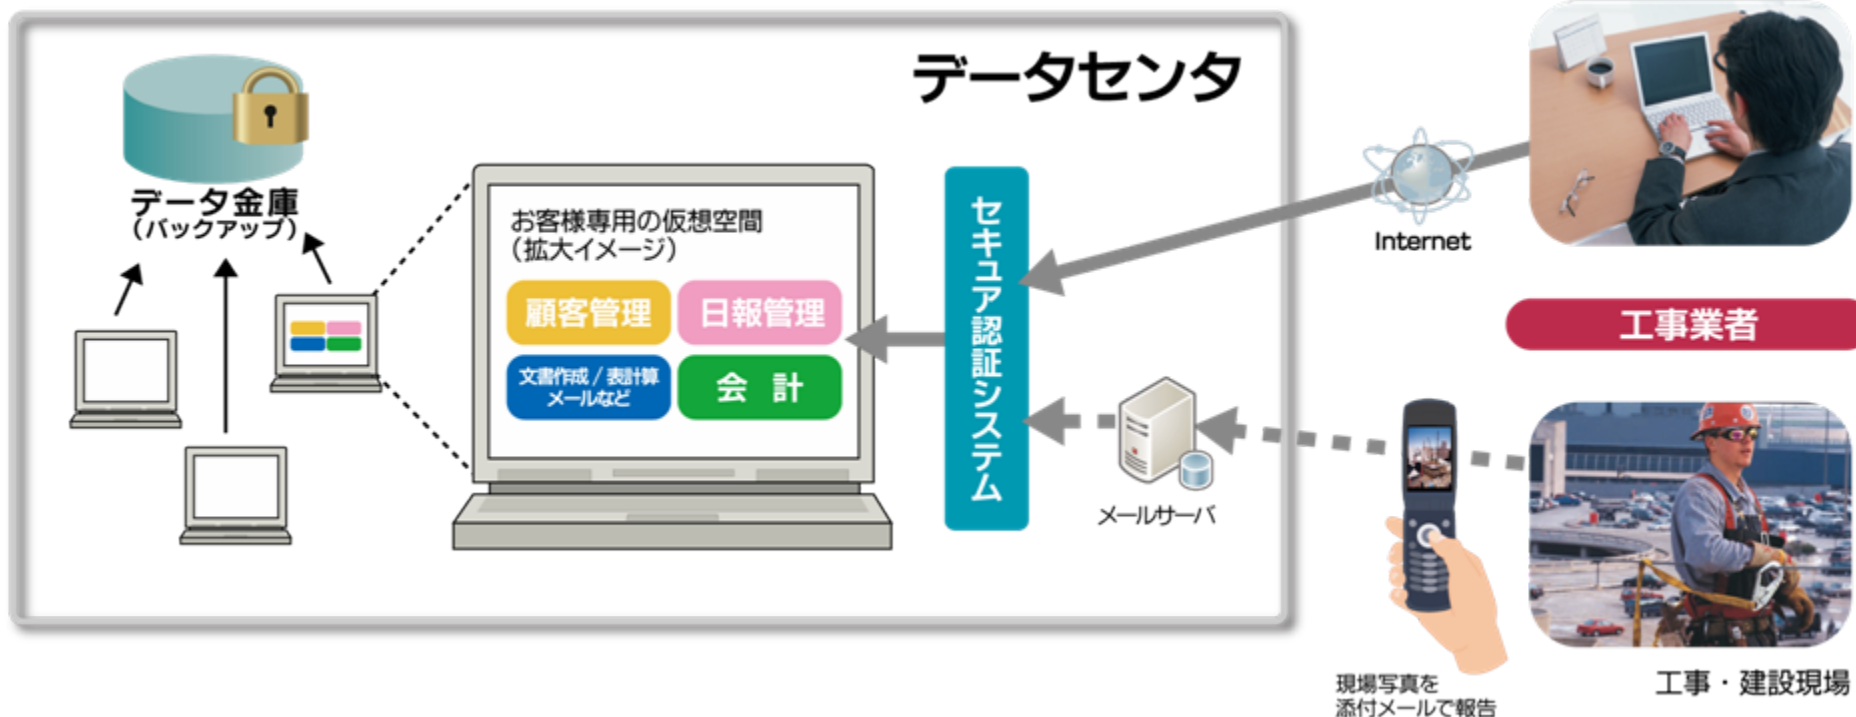 データセンタ
データ金庫
（バックアップ）
お客様専用の仮想空間
（拡大イメージ）
顧客管理
日報管理
文書作成 / 表計算
メールなど
会 計
セキュア認証システム
Internet
工事業者
メールサーバ
現場写真を
添付メールで報告
工事・建設現場